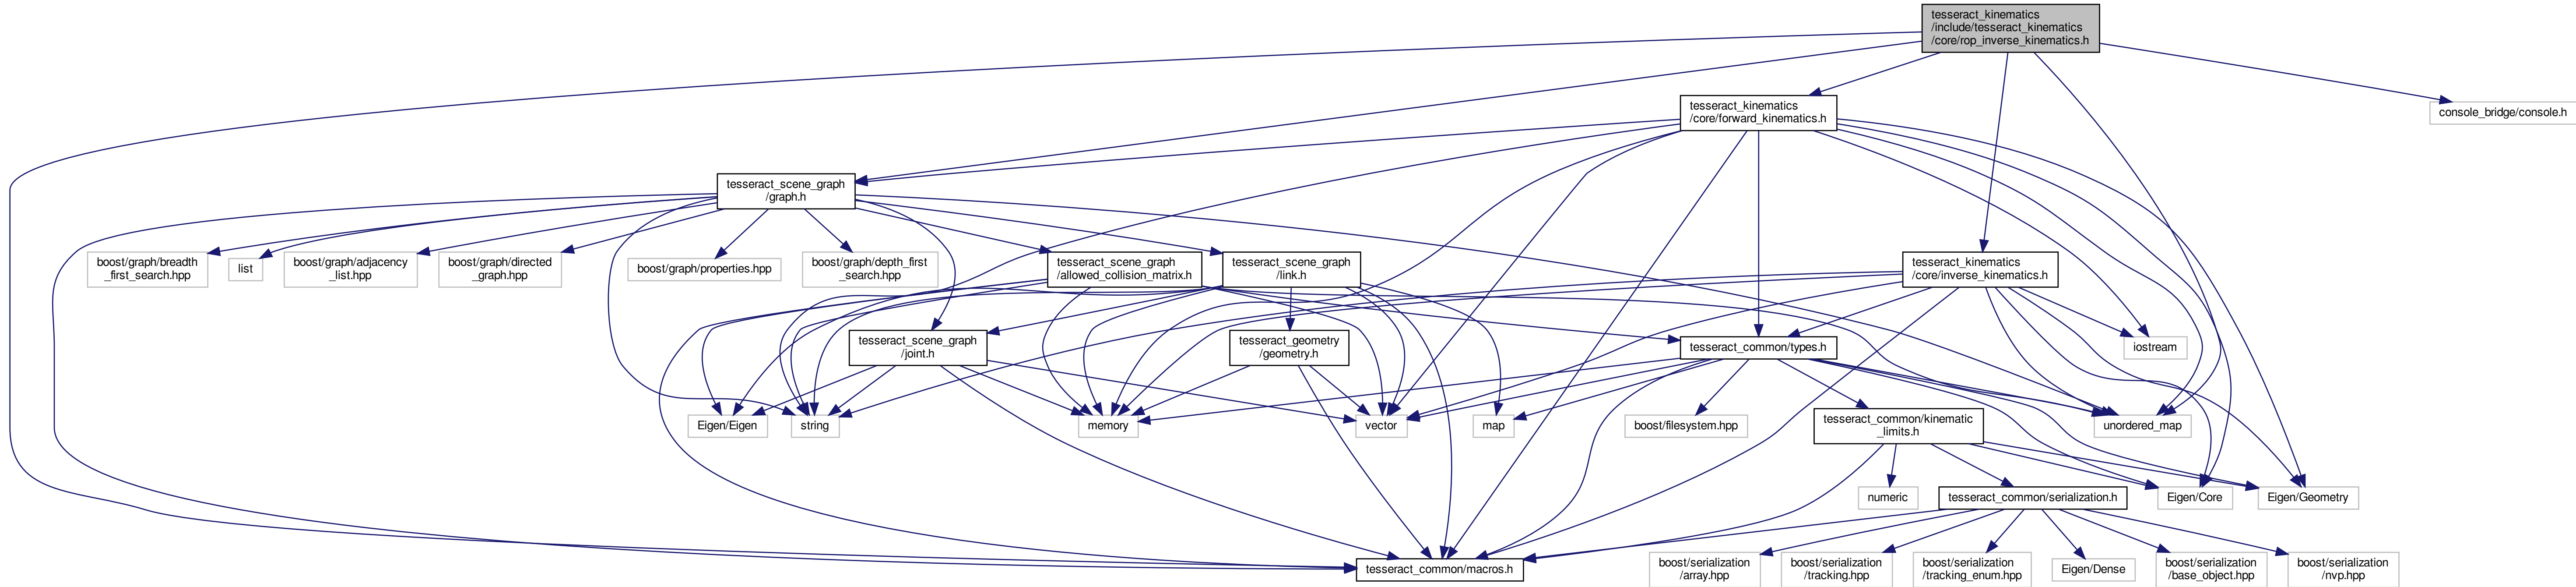 tesseract_kinematics
/include/tesseract_kinematics
/core/rop_inverse_kinematics.h
tesseract_kinematics
/core/forward_kinematics.h
console_bridge/console.h
tesseract_scene_graph
/graph.h
boost/graph/breadth
_first_search.hpp
list
boost/graph/adjacency
_list.hpp
boost/graph/directed
_graph.hpp
boost/graph/properties.hpp
boost/graph/depth_first
_search.hpp
tesseract_scene_graph
/allowed_collision_matrix.h
tesseract_scene_graph
/link.h
tesseract_kinematics
/core/inverse_kinematics.h
tesseract_scene_graph
/joint.h
tesseract_geometry
/geometry.h
tesseract_common/types.h
iostream
Eigen/Eigen
string
memory
vector
map
boost/filesystem.hpp
tesseract_common/kinematic
_limits.h
unordered_map
numeric
tesseract_common/serialization.h
Eigen/Core
Eigen/Geometry
tesseract_common/macros.h
boost/serialization
/array.hpp
boost/serialization
/tracking.hpp
boost/serialization
/tracking_enum.hpp
Eigen/Dense
boost/serialization
/base_object.hpp
boost/serialization
/nvp.hpp